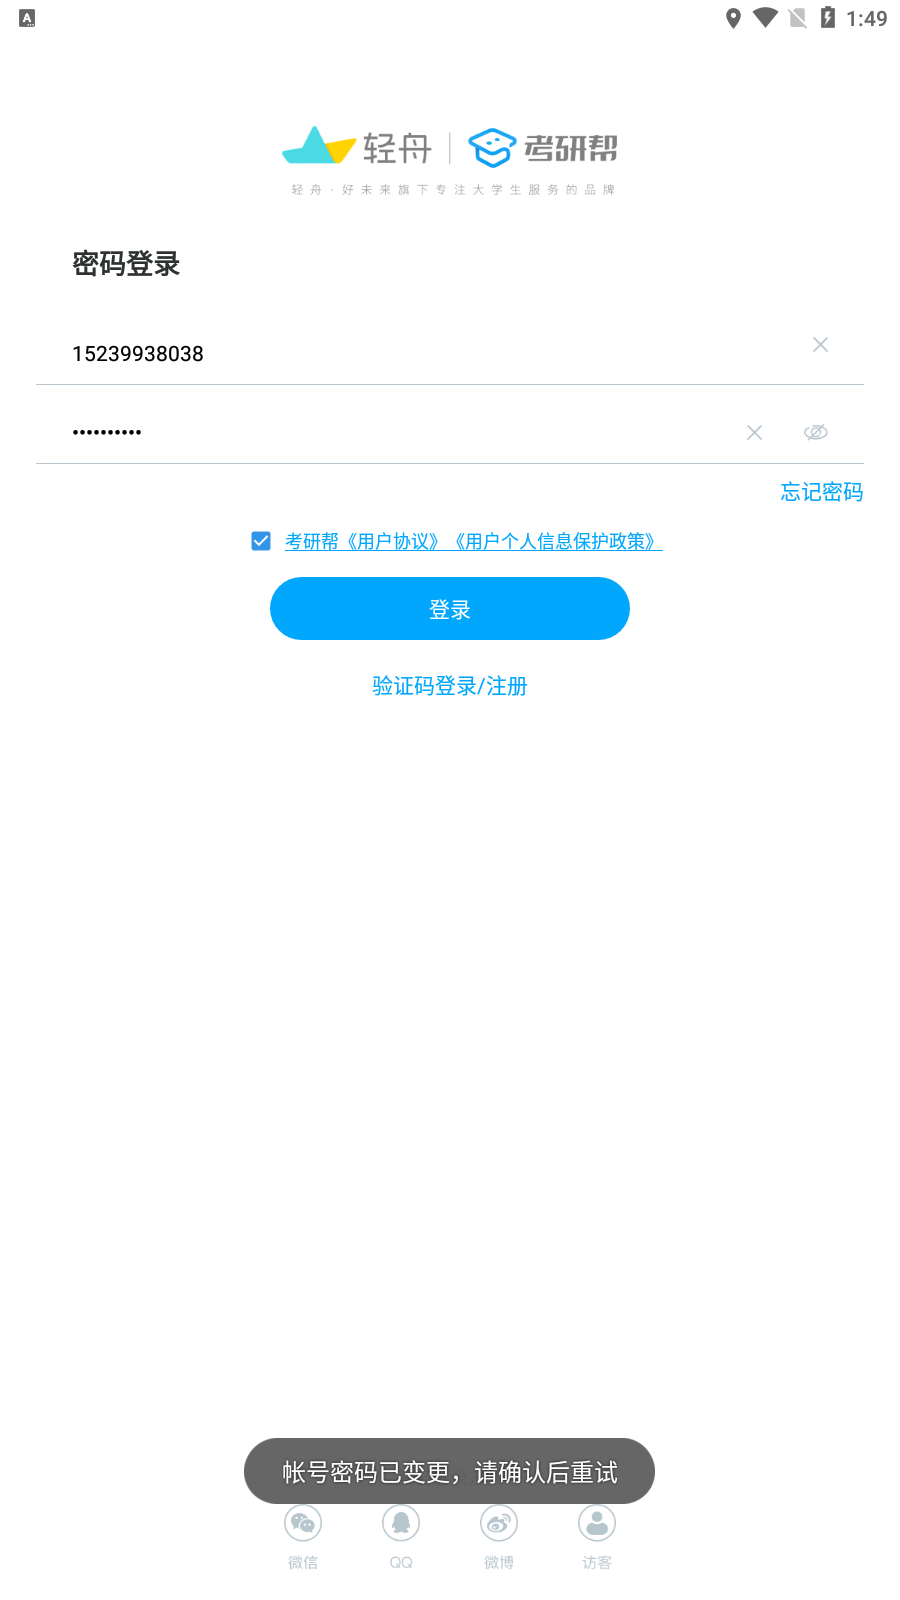 1:49
轻舟 考研帮
轻舟·好未来旗下专注大学生服务的品牌
密码登录
15239938038
••••••••••
忘记密码
考研帮《用户协议》《用户个人信息保护政策》
登录
验证码登录/注册
帐号密码已变更，请确认后重试
微信 QQ 微博 访客